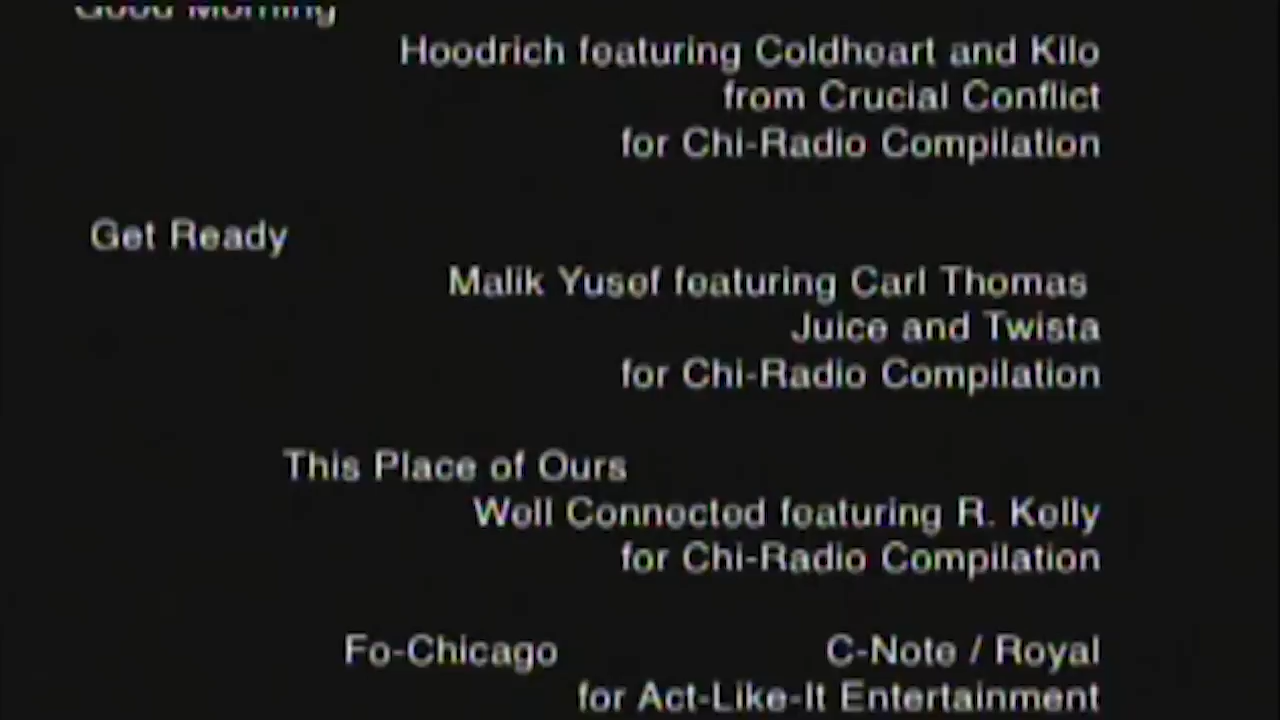 Good Morning
Hoodrich featuring Coldheart and Kilo
from Crucial Conflict
for Chi-Radio Compilation
Get Ready
Malik Yusef featuring Carl Thomas
Juice and Twista
for Chi-Radio Compilation
This Place of Ours
Well Connected featuring R. Kelly
for Chi-Radio Compilation
Fo-Chicago C-Note / Royal
for Act-Like-It Entertainment